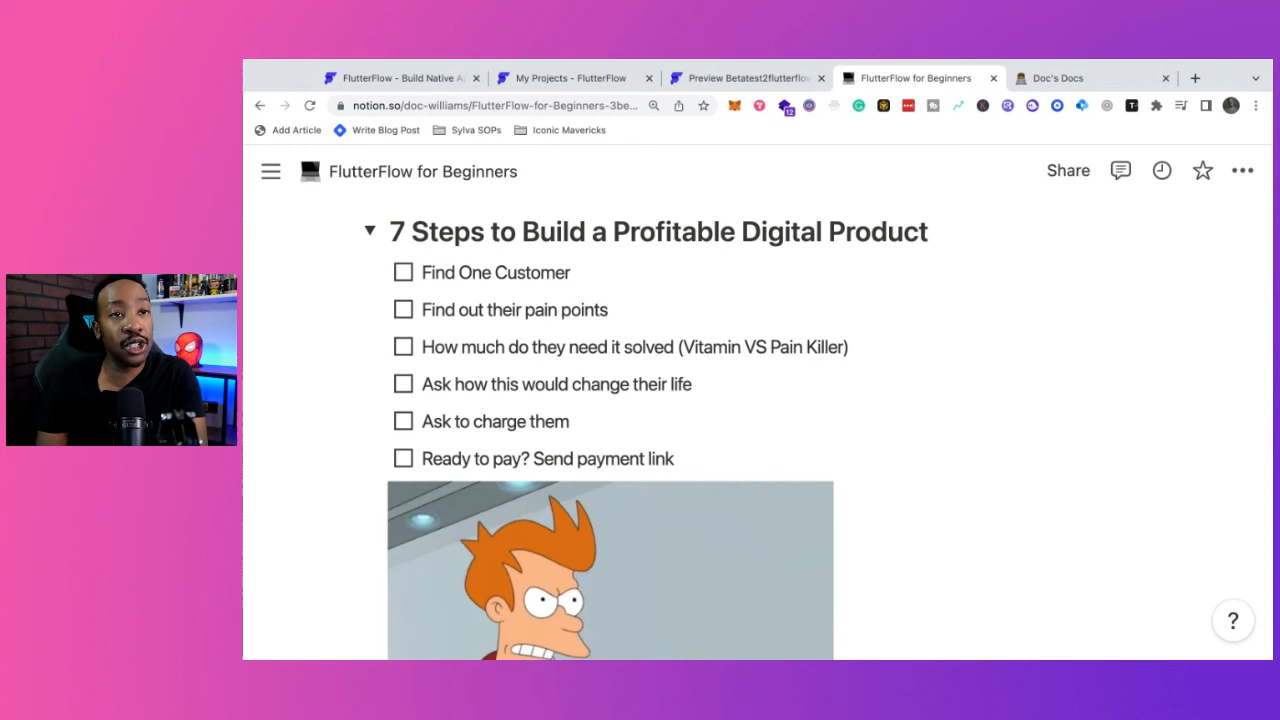 FlutterFlow - Build Native A
My Projects - FlutterFlow
Preview Betatest2flutterflow
FlutterFlow for Beginners
Doc's Docs
notion.so/doc-williams/FlutterFlow-for-Beginners-3be...
12
Add Article
Write Blog Post
Sylva SOPs
Iconic Mavericks
FlutterFlow for Beginners
Share
7 Steps to Build a Profitable Digital Product
Find One Customer
Find out their pain points
How much do they need it solved (Vitamin VS Pain Killer)
Ask how this would change their life
Ask to charge them
Ready to pay? Send payment link
?